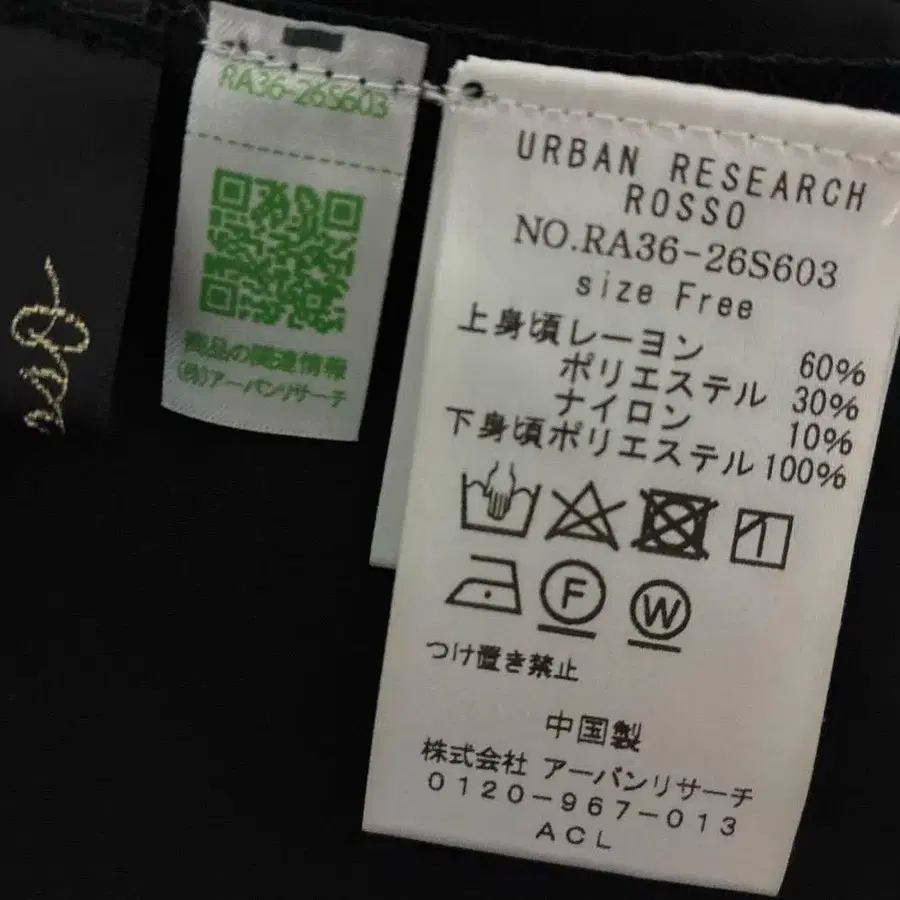 RA36-26S603
商品の関連情報
(株)アーバンリサーチ
URBAN RESEARCH
ROSSO
NO.RA36-26S603
size Free
上身頃レーヨン 60%
ポリエステル 30%
ナイロン 10%
下身頃ポリエステル100%
F W
つけ置き禁止
中国製
株式会社 アーバンリサーチ
0120-967-013
ACL